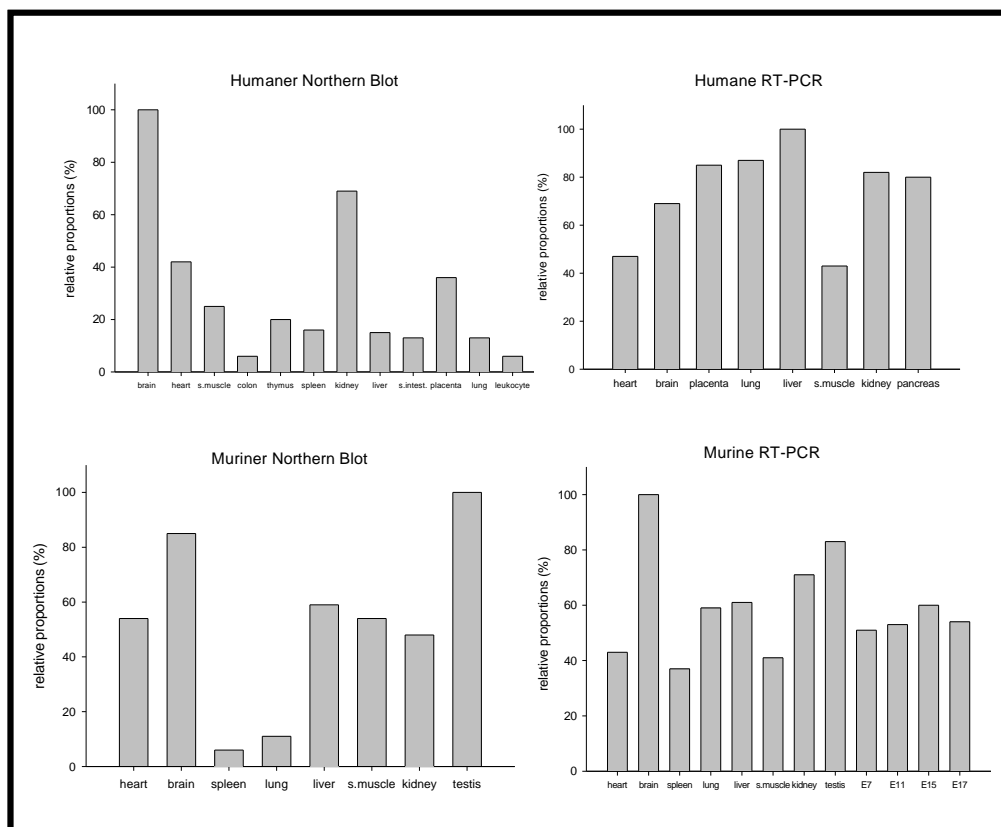 Humaner Northern Blot
relative proportions (%)
100
80
60
40
20
0
brain heart s.muscle colon thymus spleen kidney liver s.intest. placenta lung leukocyte
Humane RT-PCR
relative proportions (%)
100
80
60
40
20
0
heart brain placenta lung liver s.muscle kidney pancreas
Muriner Northern Blot
relative proportions (%)
100
80
60
40
20
0
heart brain spleen lung liver s.muscle kidney testis
Murine RT-PCR
relative proportions (%)
100
80
60
40
20
0
heart brain spleen lung liver s.muscle kidney testis E7 E11 E15 E17